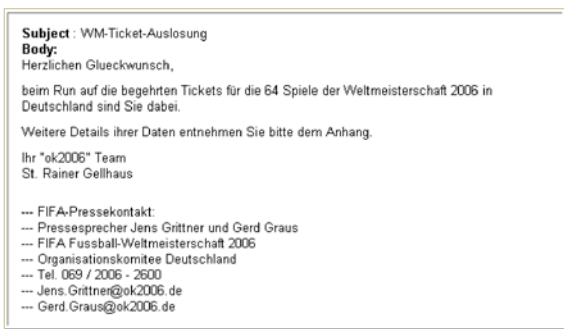 Subject : WM-Ticket-Auslosung
Body:
Herzlichen Glueckwunsch,
beim Run auf die begehrten Tickets für die 64 Spiele der Weltmeisterschaft 2006 in
Deutschland sind Sie dabei.
Weitere Details ihrer Daten entnehmen Sie bitte dem Anhang.
Ihr "ok2006" Team
St. Rainer Gellhaus
--- FIFA-Pressekontakt:
--- Pressesprecher Jens Grittner und Gerd Graus
--- FIFA Fussball-Weltmeisterschaft 2006
--- Organisationskomitee Deutschland
--- Tel. 069 / 2006 - 2600
--- Jens.Grittner@ok2006.de
--- Gerd.Graus@ok2006.de